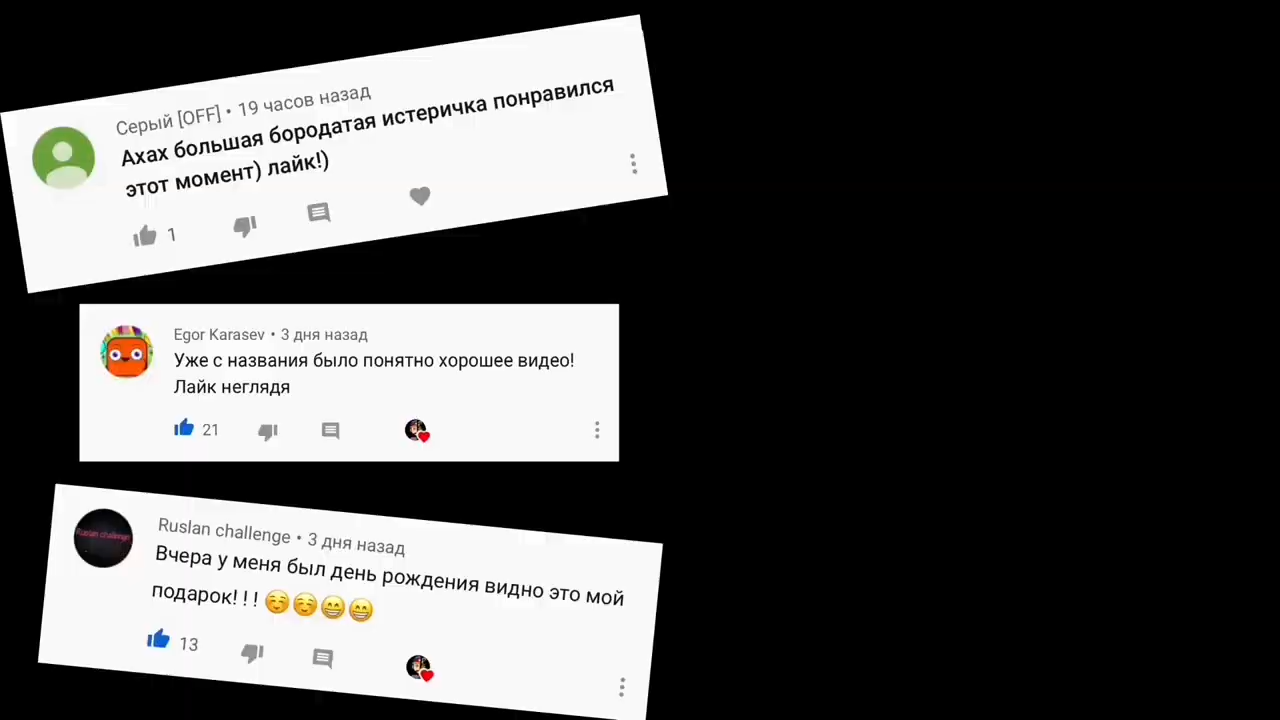 Серый [OFF] • 19 часов назад
Ахах большая бородатая истеричка понравился
этот момент) лайк!)
1
Egor Karasev • 3 дня назад
Уже с названия было понятно хорошее видео!
Лайк неглядя
21
Ruslan challenge
Ruslan challenge • 3 дня назад
Вчера у меня был день рождения видно это мой
подарок! ! ! ☺️☺️😁😁
13